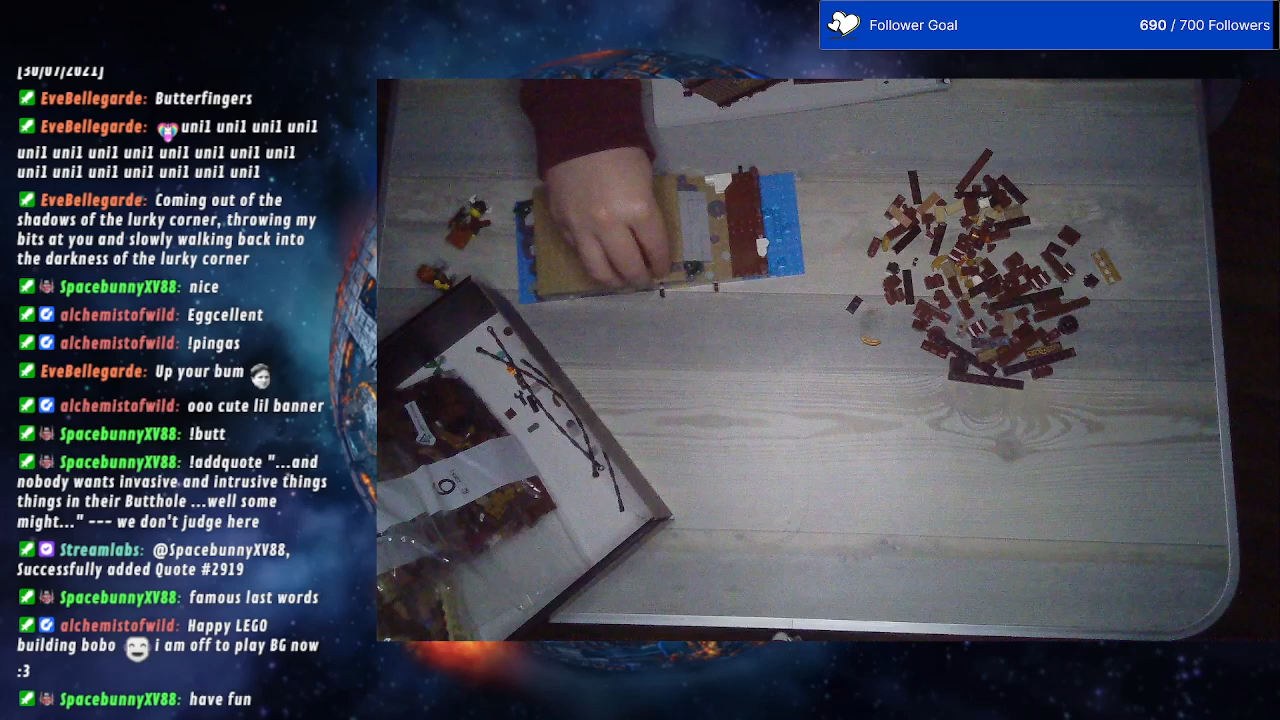 Follower Goal 690 / 700 Followers
[30/07/2021]
EveBellegarde: Butterfingers
EveBellegarde: uni1 uni1 uni1 uni1
uni1 uni1 uni1 uni1 uni1 uni1 uni1 uni1
uni1 uni1 uni1 uni1 uni1 uni1 uni1
EveBellegarde: Coming out of the
shadows of the lurky corner, throwing my
bits at you and slowly walking back into
the darkness of the lurky corner
SpacebunnyXV88: nice
alchemistofwild: Eggcellent
alchemistofwild: !pingas
EveBellegarde: Up your bum
alchemistofwild: ooo cute lil banner
SpacebunnyXV88: !butt
SpacebunnyXV88: !addquote "...and
nobody wants invasive and intrusive things
things in their Butthole ...well some
might..." --- we don't judge here
Streamlabs: @SpacebunnyXV88,
Successfully added Quote #2919
SpacebunnyXV88: famous last words
alchemistofwild: Happy LEGO
building bobo i am off to play BG now
:3
SpacebunnyXV88: have fun